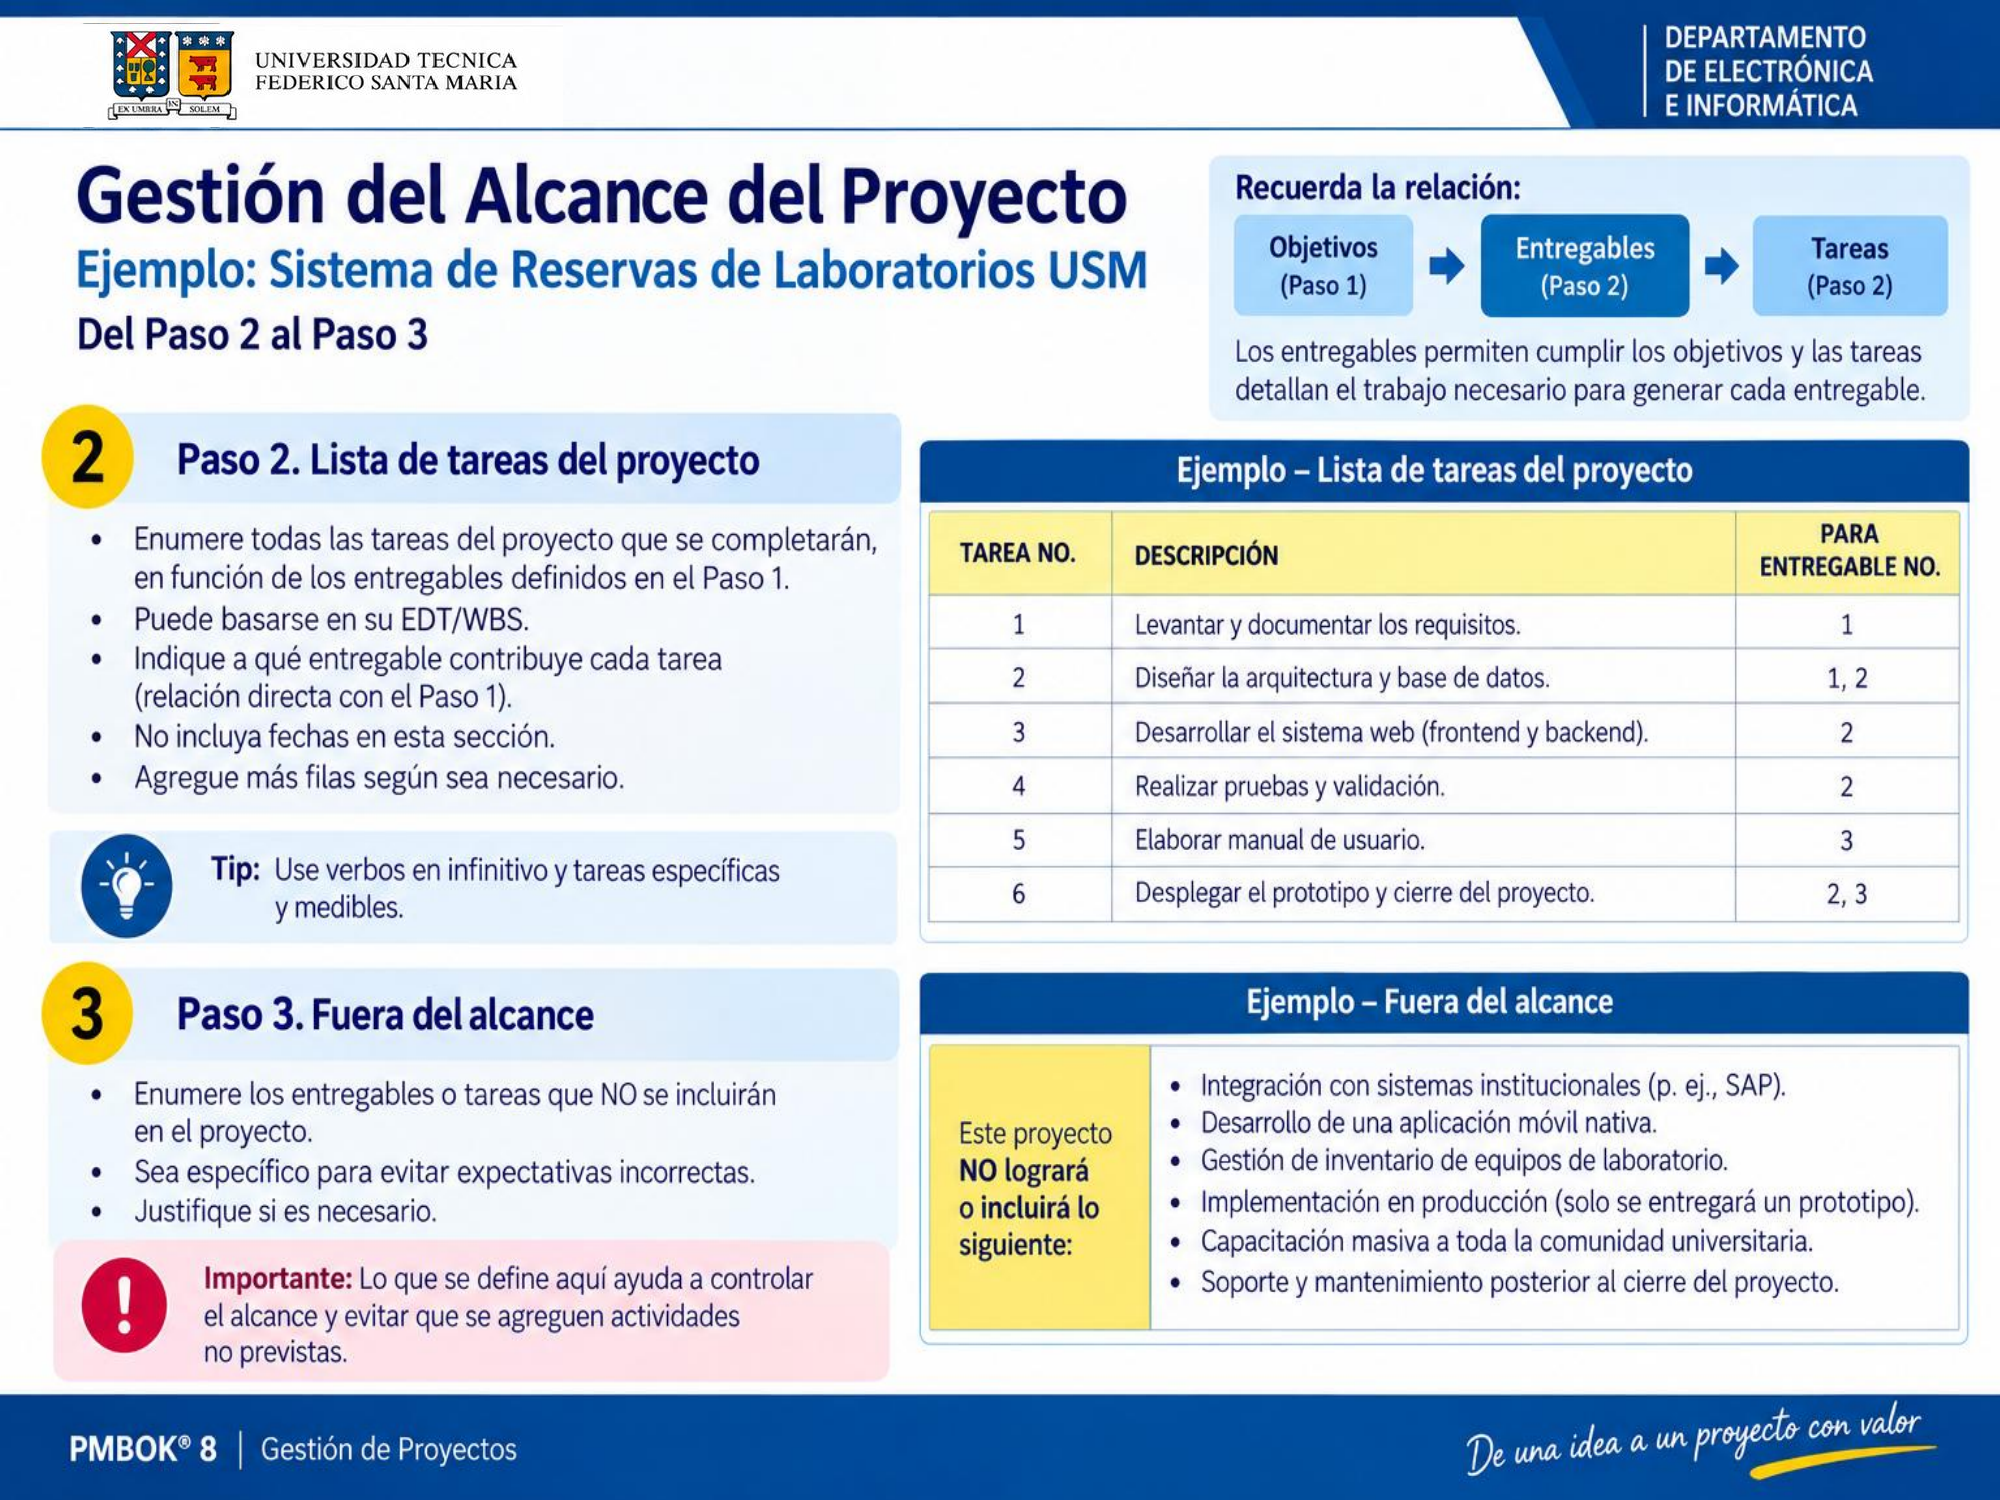 UNIVERSIDAD TECNICA
FEDERICO SANTA MARIA
EX UMBRA IN SOLEM
DEPARTAMENTO
DE ELECTRÓNICA
E INFORMÁTICA
Gestión del Alcance del Proyecto
Ejemplo: Sistema de Reservas de Laboratorios USM
Del Paso 2 al Paso 3
Recuerda la relación:
Objetivos
(Paso 1)
Entregables
(Paso 2)
Tareas
(Paso 2)
Los entregables permiten cumplir los objetivos y las tareas
detallan el trabajo necesario para generar cada entregable.
2
Paso 2. Lista de tareas del proyecto
• Enumere todas las tareas del proyecto que se completarán,
en función de los entregables definidos en el Paso 1.
• Puede basarse en su EDT/WBS.
• Indique a qué entregable contribuye cada tarea
(relación directa con el Paso 1).
• No incluya fechas en esta sección.
• Agregue más filas según sea necesario.
Tip: Use verbos en infinitivo y tareas específicas
y medibles.
Ejemplo – Lista de tareas del proyecto
TAREA NO. DESCRIPCIÓN PARA ENTREGABLE NO.
1 Levantar y documentar los requisitos. 1
2 Diseñar la arquitectura y base de datos. 1, 2
3 Desarrollar el sistema web (frontend y backend). 2
4 Realizar pruebas y validación. 2
5 Elaborar manual de usuario. 3
6 Desplegar el prototipo y cierre del proyecto. 2, 3
3
Paso 3. Fuera del alcance
• Enumere los entregables o tareas que NO se incluirán
en el proyecto.
• Sea específico para evitar expectativas incorrectas.
• Justifique si es necesario.
Importante: Lo que se define aquí ayuda a controlar
el alcance y evitar que se agreguen actividades
no previstas.
Ejemplo – Fuera del alcance
Este proyecto
NO logrará
o incluirá lo
siguiente:
• Integración con sistemas institucionales (p. ej., SAP).
• Desarrollo de una aplicación móvil nativa.
• Gestión de inventario de equipos de laboratorio.
• Implementación en producción (solo se entregará un prototipo).
• Capacitación masiva a toda la comunidad universitaria.
• Soporte y mantenimiento posterior al cierre del proyecto.
PMBOK® 8 | Gestión de Proyectos
De una idea a un proyecto con valor